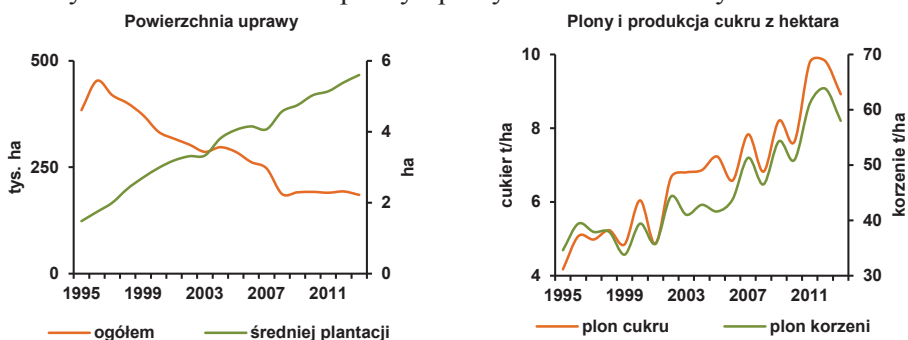 Powierzchnia uprawy
500
250
0
tys. ha
6
4
2
0
ha
1995 1999 2003 2007 2011
ogółem średniej plantacji
Plony i produkcja cukru z hektara
10
8
6
4
cukier t/ha
70
60
50
40
30
korzenie t/ha
1995 1999 2003 2007 2011
plon cukru plon korzeni